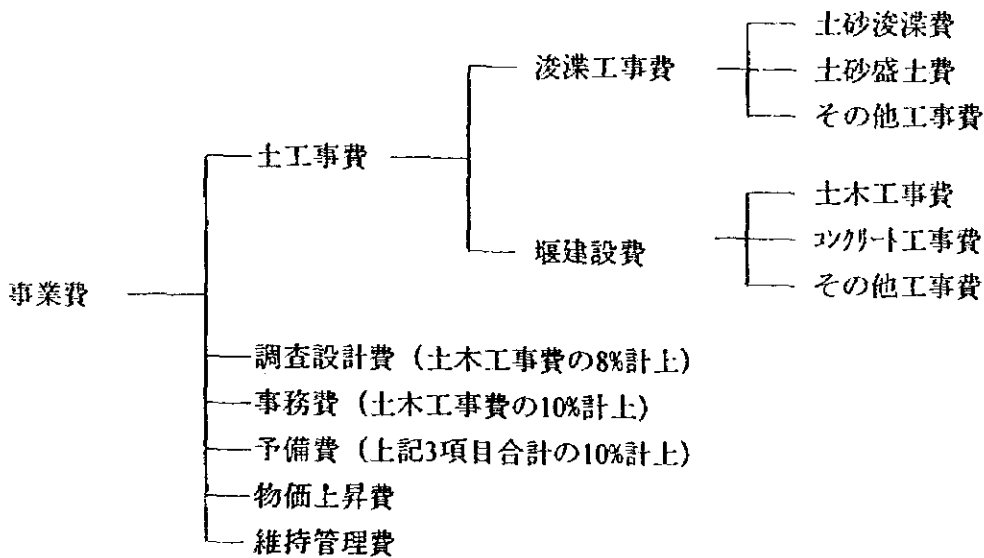 土砂浚渫費
浚渫工事費
土砂盛土費
その他工事費
土工事費
土木工事費
堰建設費
コンクリート工事費
その他工事費
事業費
調査設計費（土木工事費の8%計上）
事務費（土木工事費の10%計上）
予備費（上記3項目合計の10%計上）
物価上昇費
維持管理費